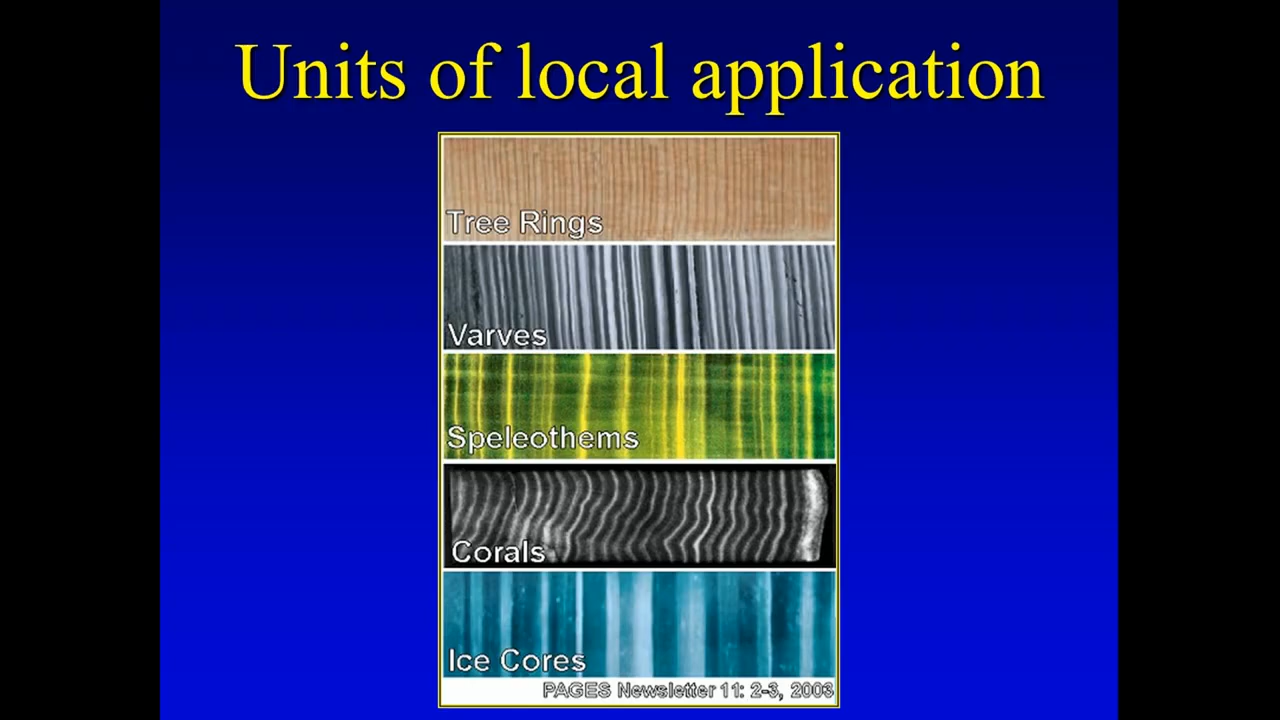 Units of local application
Tree Rings
Varves
Speleothems
Corals
Ice Cores
PAGES Newsletter 11: 2-3, 2003